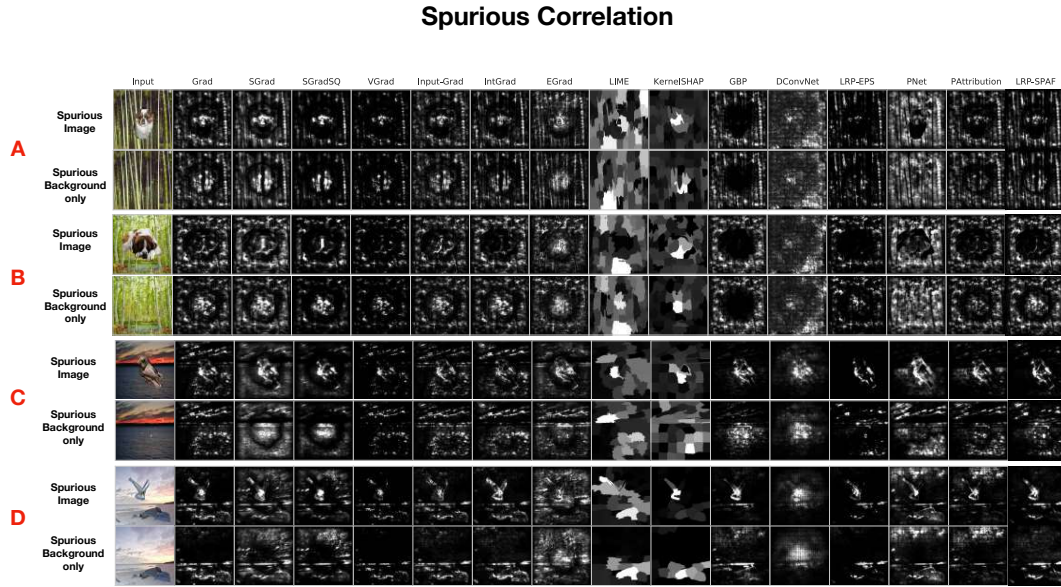 Spurious Correlation
Input Grad SGrad SGradSQ VGrad Input-Grad IntGrad EGrad LIME KernelSHAP GBP DConvNet LRP-EPS PNet PAttribution LRP-SPAF
A
Spurious
Image
Spurious
Background
only
B
Spurious
Image
Spurious
Background
only
C
Spurious
Image
Spurious
Background
only
D
Spurious
Image
Spurious
Background
only